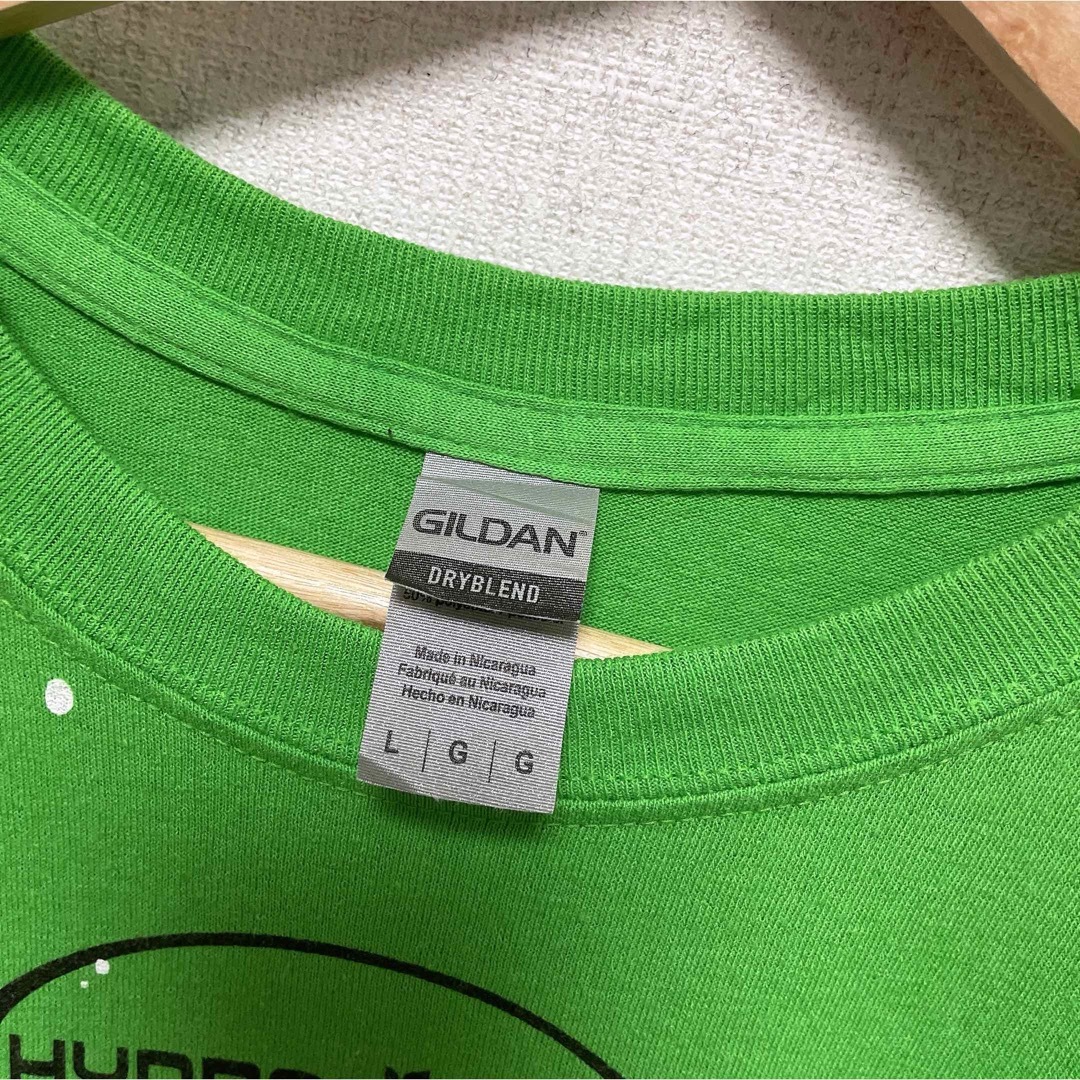 GILDAN
DRYBLEND
Made in Nicaragua
Fabriqué au Nicaragua
Hecho en Nicaragua
L | G | G